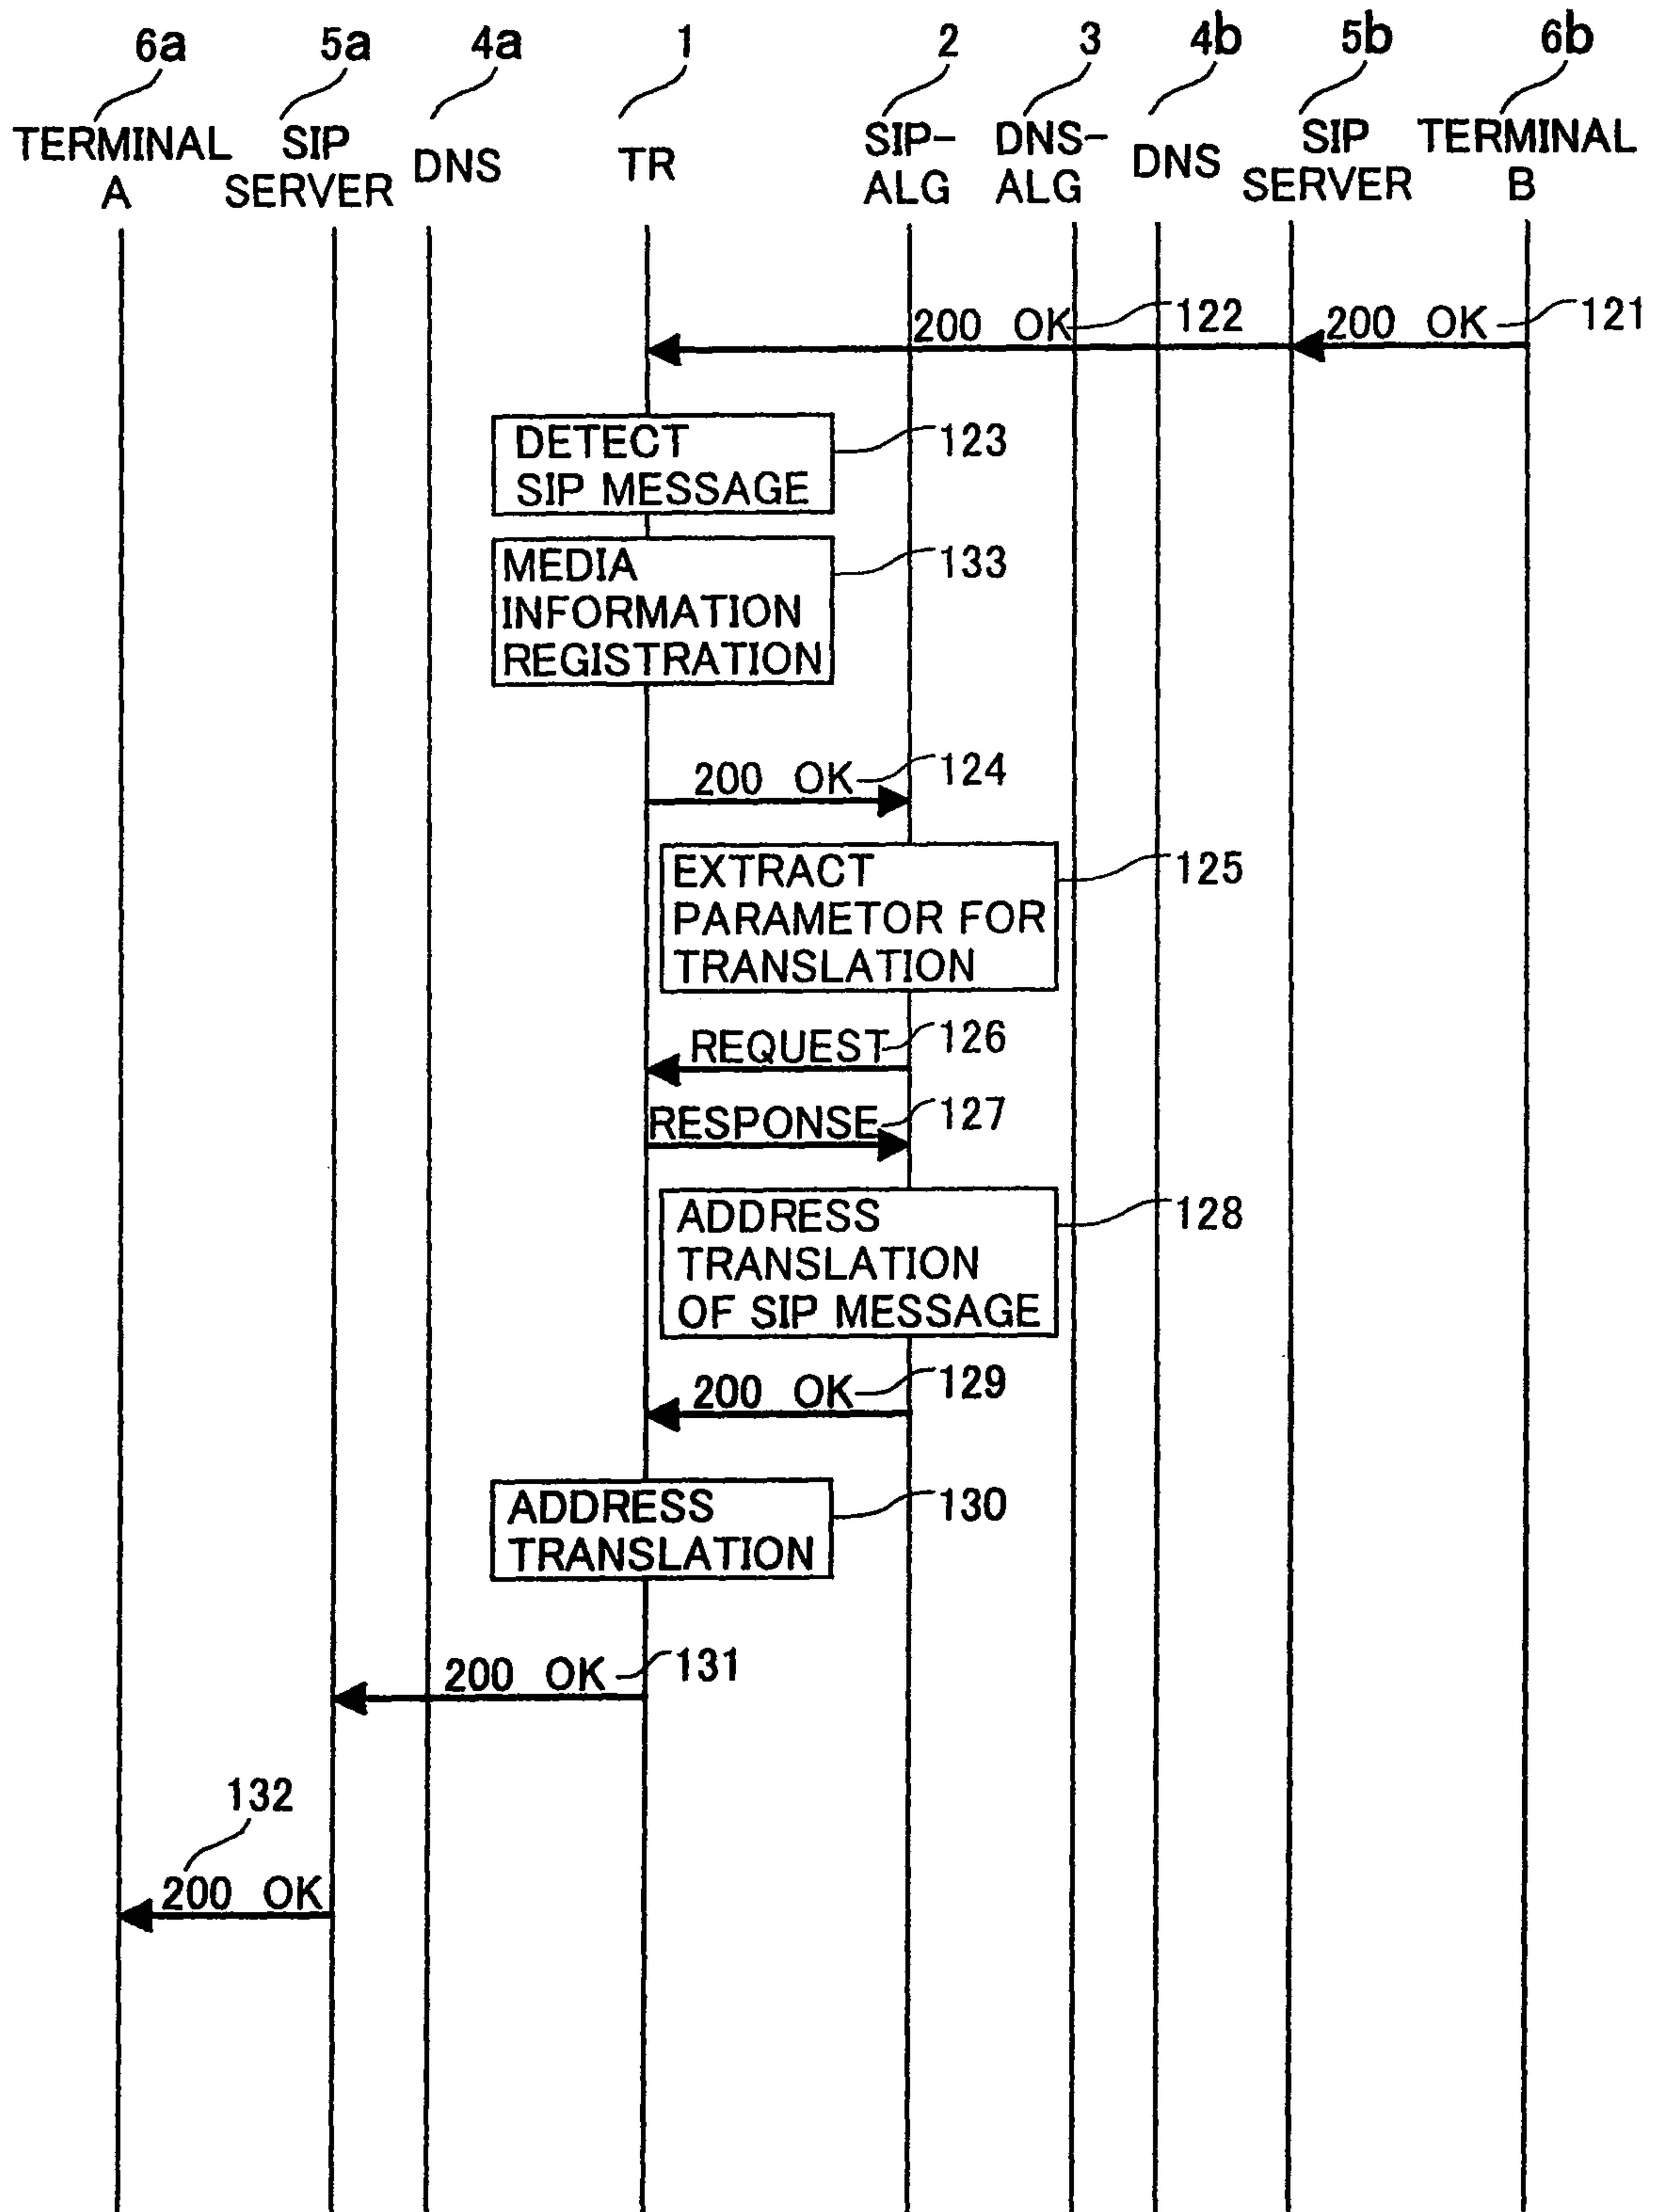 6a 5a 4a 1 2 3 4b 5b 6b
TERMINAL A
SIP SERVER
DNS
TR
SIP-ALG
DNS-ALG
DNS
SIP SERVER
TERMINAL B
200 OK 122
200 OK 121
DETECT
SIP MESSAGE
123
MEDIA
INFORMATION
REGISTRATION
133
200 OK 124
EXTRACT
PARAMETOR FOR
TRANSLATION
125
REQUEST 126
RESPONSE 127
ADDRESS
TRANSLATION
OF SIP MESSAGE
128
200 OK 129
ADDRESS
TRANSLATION
130
200 OK 131
132
200 OK